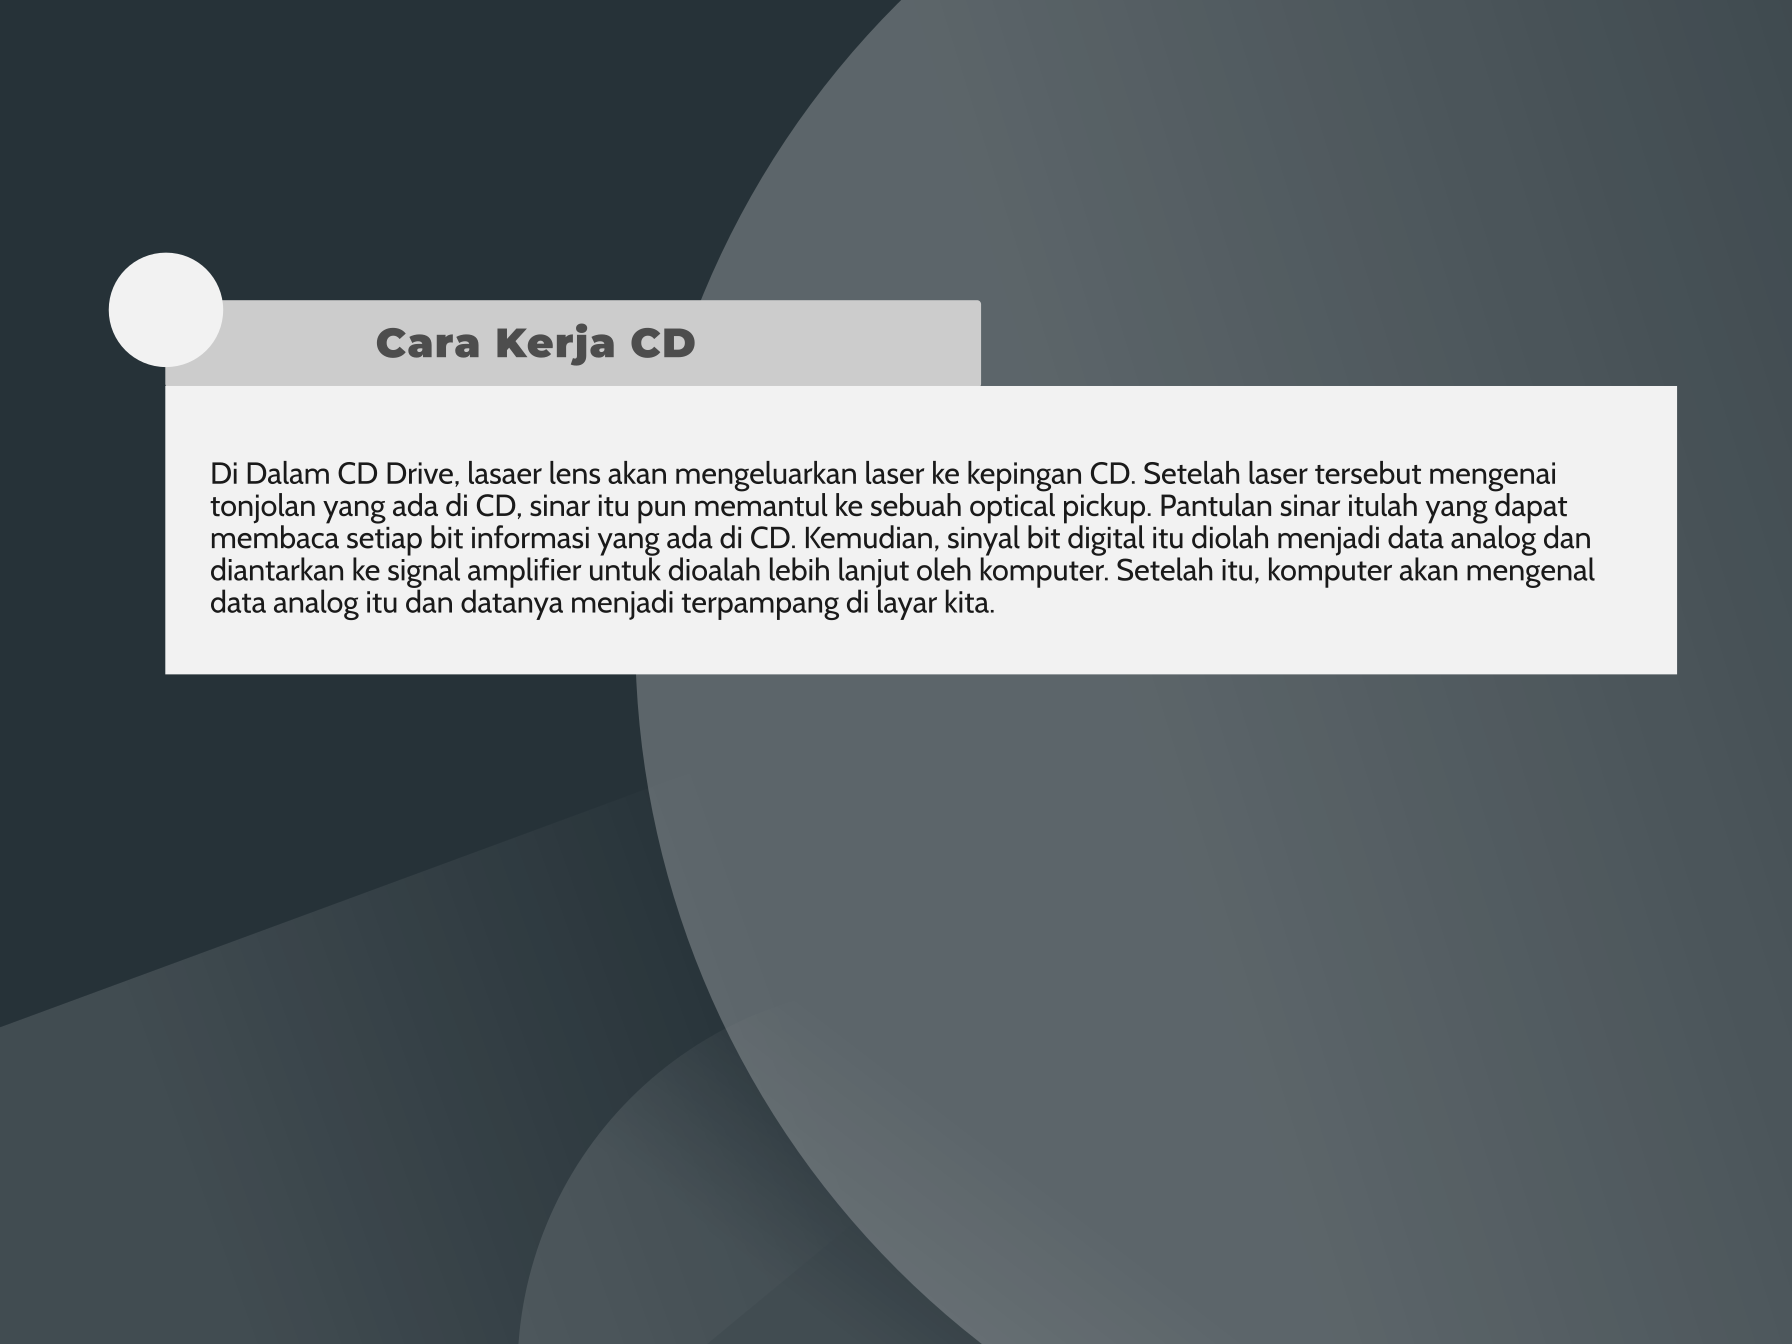 Cara Kerja CD
Di Dalam CD Drive, lasaer lens akan mengeluarkan laser ke kepingan CD. Setelah laser tersebut mengenai
tonjolan yang ada di CD, sinar itu pun memantul ke sebuah optical pickup. Pantulan sinar itulah yang dapat
membaca setiap bit informasi yang ada di CD. Kemudian, sinyal bit digital itu diolah menjadi data analog dan
diantarkan ke signal amplifier untuk dioalah lebih lanjut oleh komputer. Setelah itu, komputer akan mengenal
data analog itu dan datanya menjadi terpampang di layar kita.